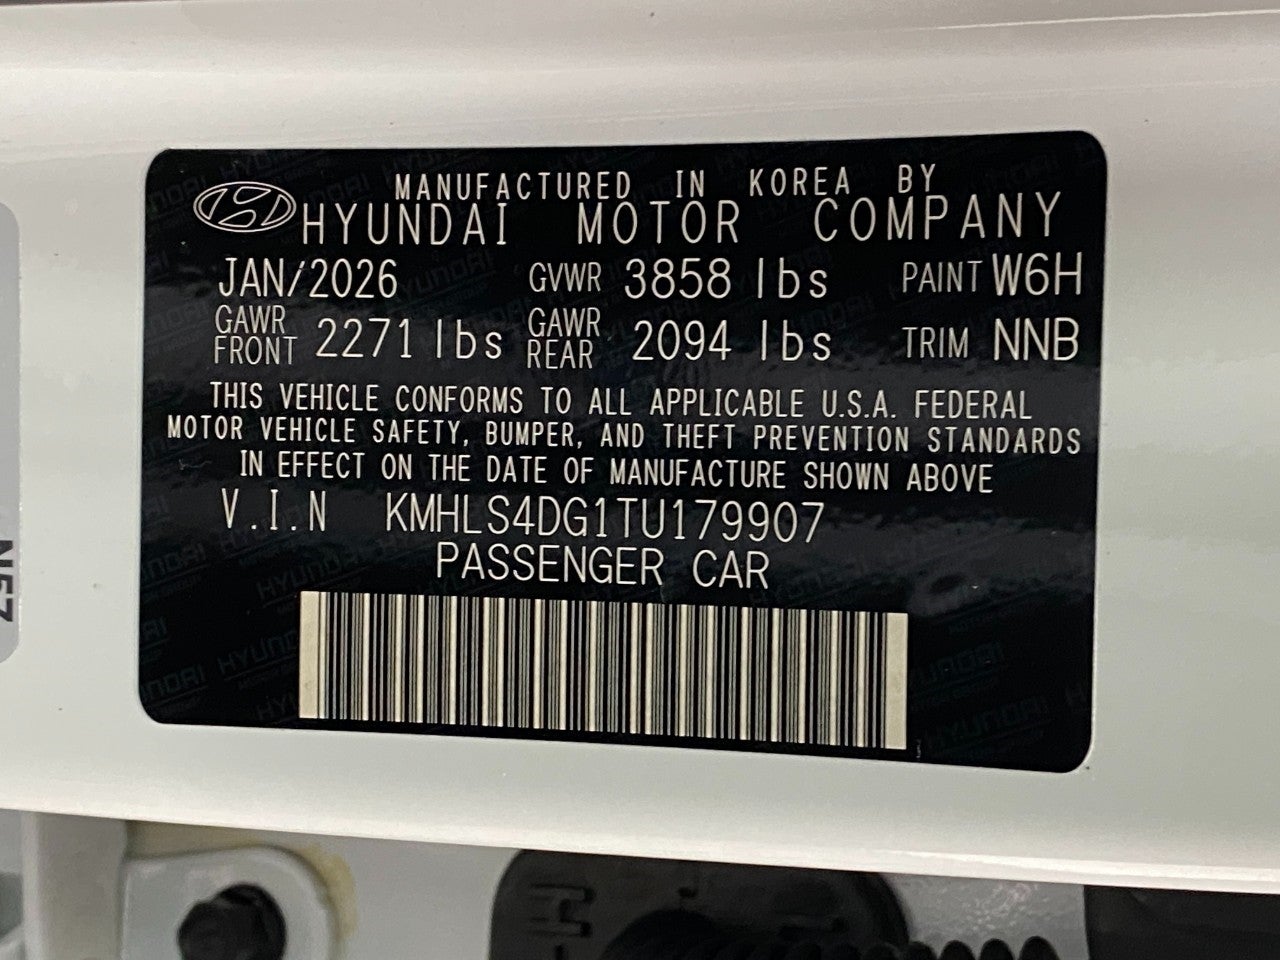 MANUFACTURED IN KOREA BY
HYUNDAI MOTOR COMPANY
JAN/2026 GVWR 3858 lbs PAINT W6H
GAWR FRONT 2271 lbs GAWR REAR 2094 lbs TRIM NNB
THIS VEHICLE CONFORMS TO ALL APPLICABLE U.S.A. FEDERAL
MOTOR VEHICLE SAFETY, BUMPER, AND THEFT PREVENTION STANDARDS
IN EFFECT ON THE DATE OF MANUFACTURE SHOWN ABOVE
V.I.N KMHLS4DG1TU179907
PASSENGER CAR